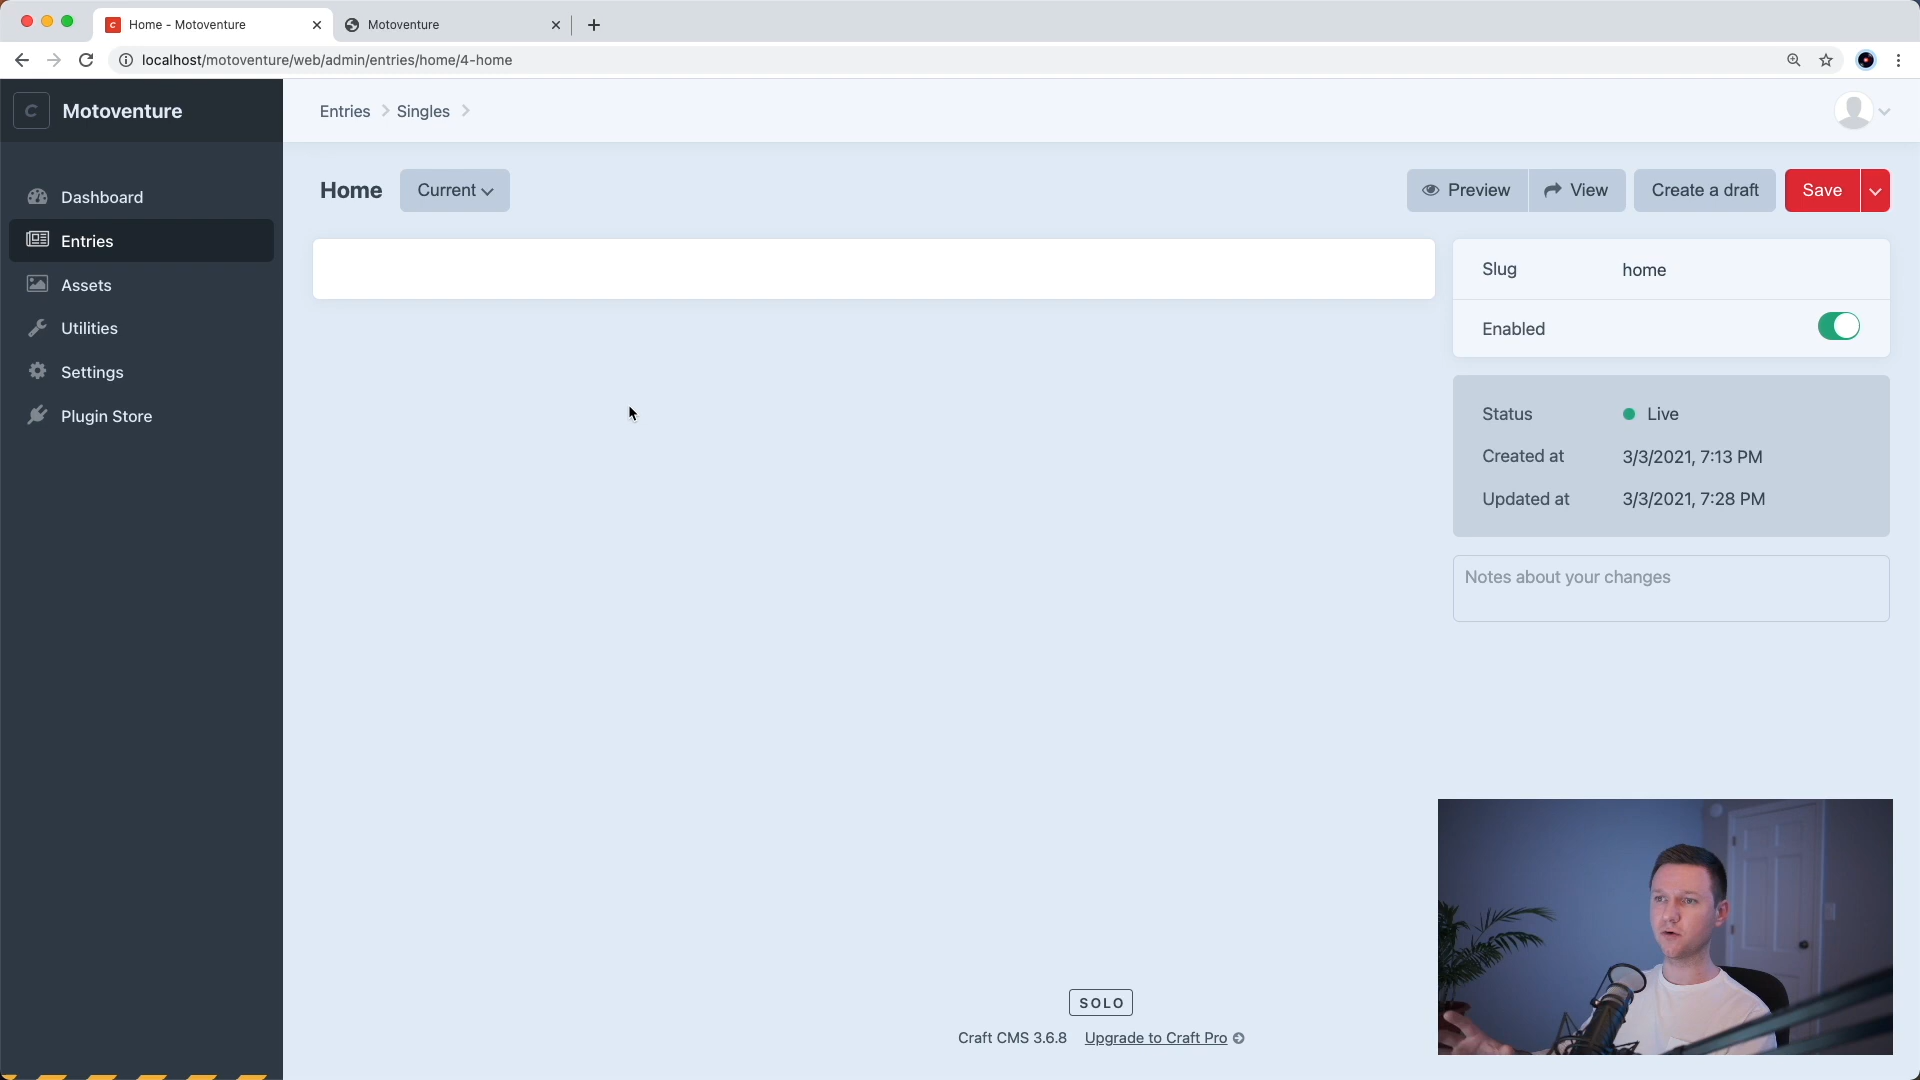 Home - Motoventure
Motoventure
localhost/motoventure/web/admin/entries/home/4-home
C Motoventure
Entries Singles
Dashboard
Entries
Assets
Utilities
Settings
Plugin Store
Home Current
Preview View Create a draft Save
Slug home
Enabled
Status Live
Created at 3/3/2021, 7:13 PM
Updated at 3/3/2021, 7:28 PM
Notes about your changes
SOLO
Craft CMS 3.6.8 Upgrade to Craft Pro